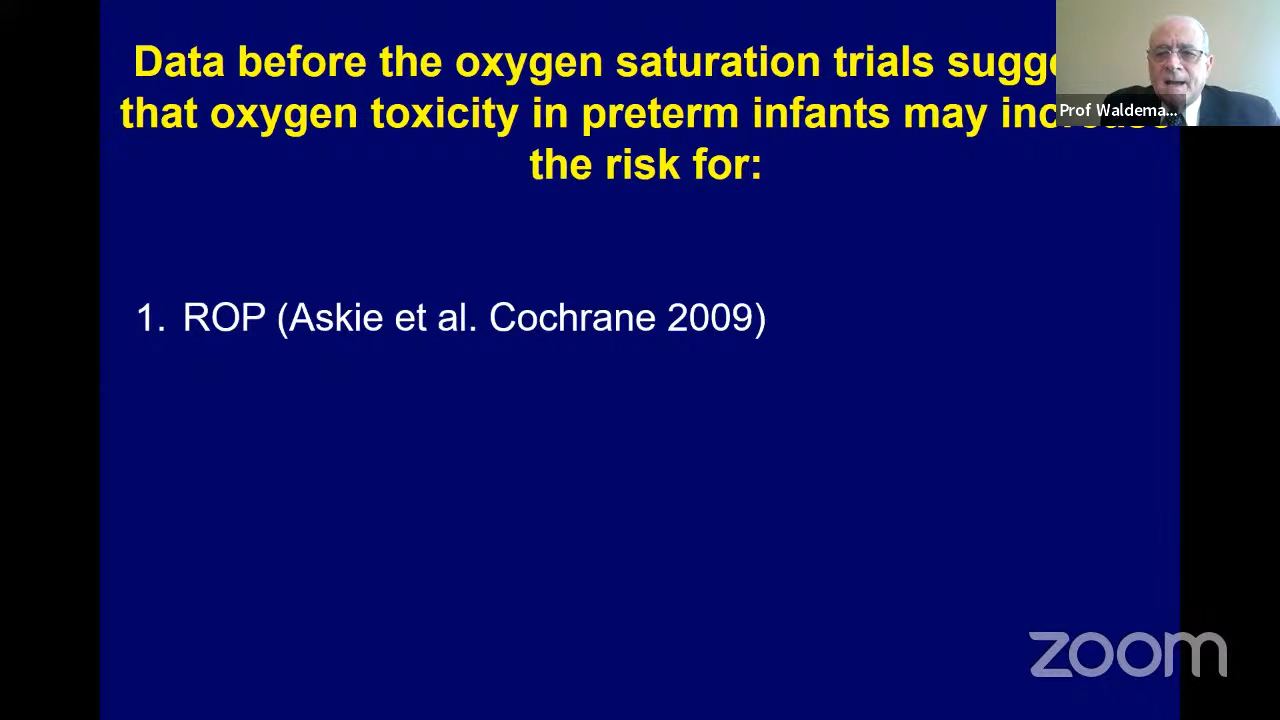 Data before the oxygen saturation trials
that oxygen toxicity in preterm infants may increase
the risk for:
Prof Waldema...
1. ROP (Askie et al. Cochrane 2009)
zoom